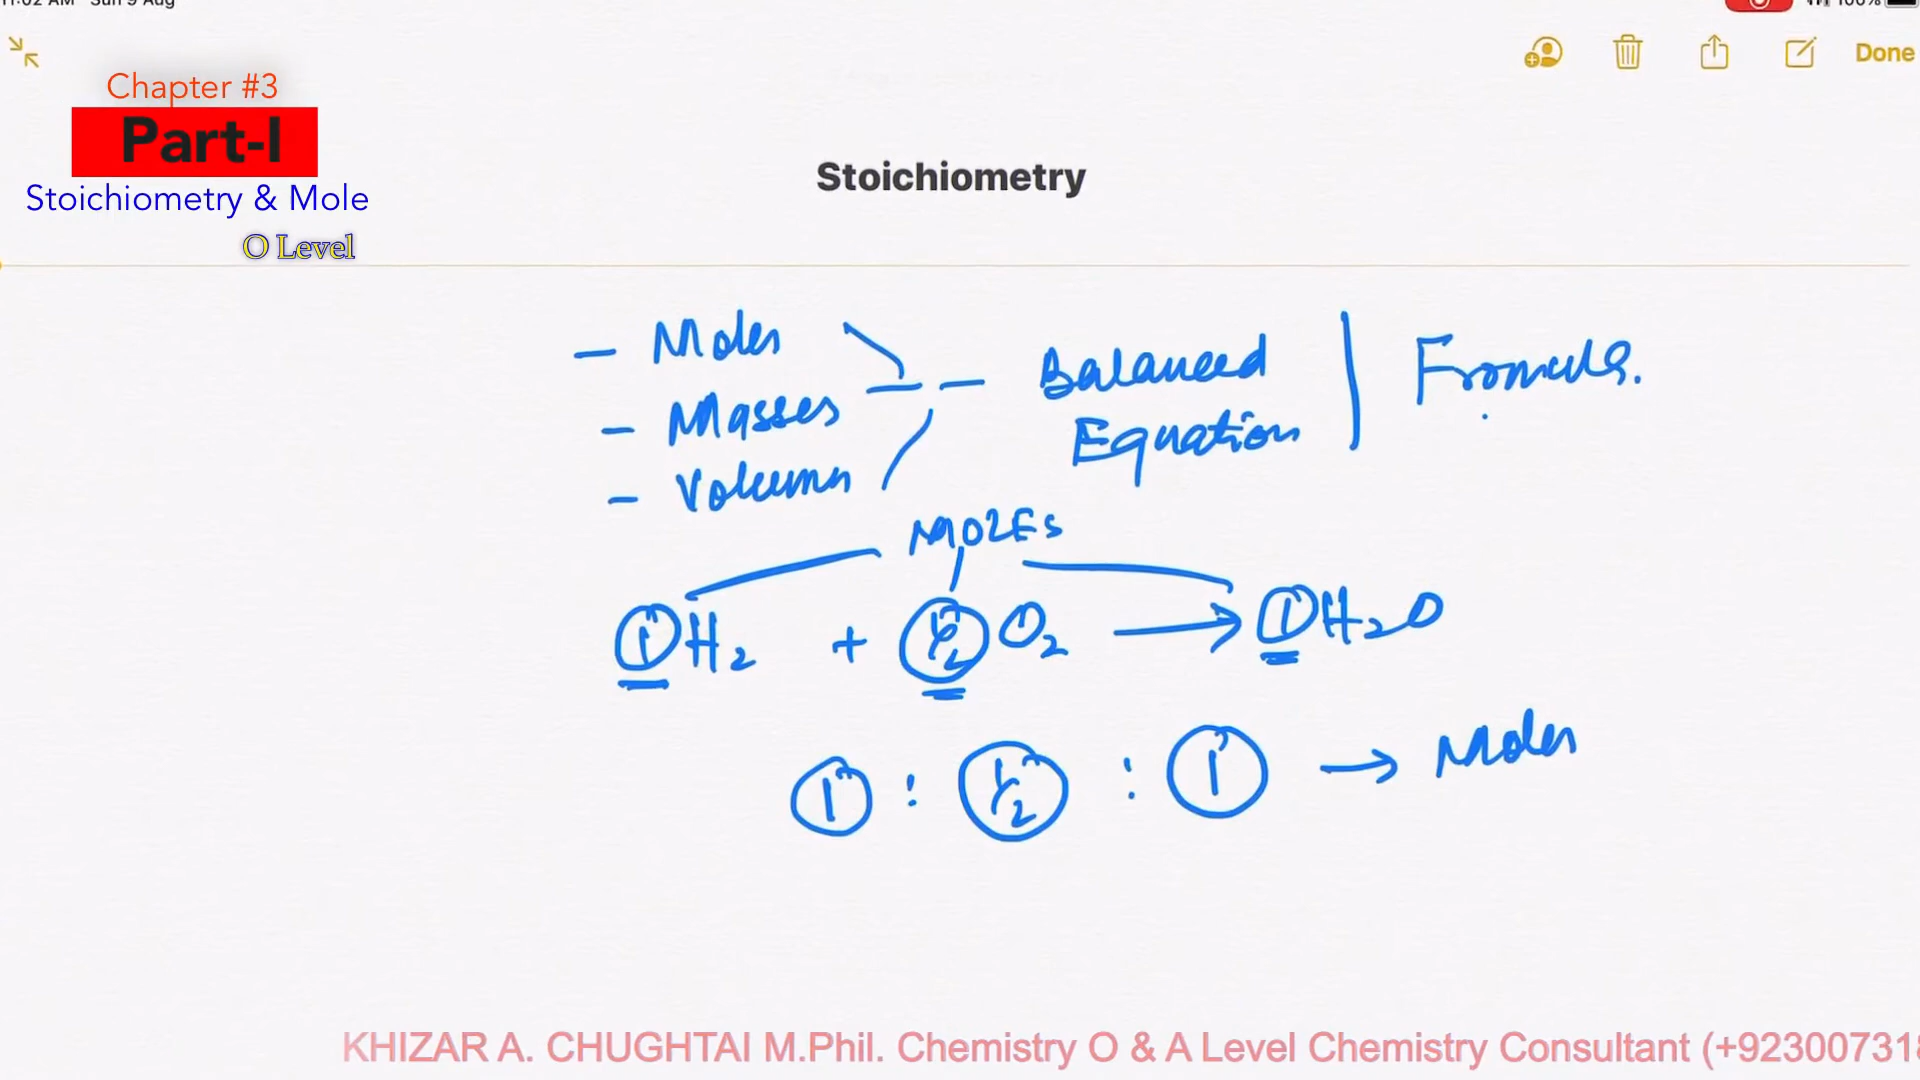 Chapter #3
Part-I
Stoichiometry & Mole
O Level
Done
Stoichiometry
- Moles
- Masses
- Volumes
- Balanced Equation | Fromula.
MOLEs
1 H2 + 1/2 O2 → 1 H2O
1 : 1/2 : 1 → Moles
KHIZAR A. CHUGHTAI M.Phil. Chemistry O & A Level Chemistry Consultant (+92300731